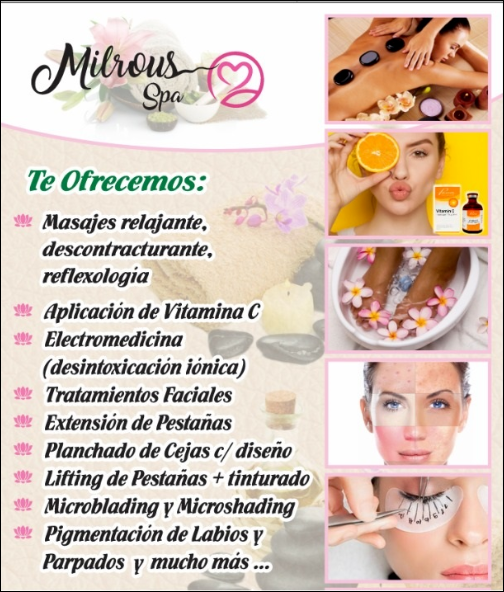 Milrous
Spa
Te Ofrecemos:
Masajes relajante,
descontracturante,
reflexología
Aplicación de Vitamina C
Electromedicina
(desintoxicación iónica)
Tratamientos Faciales
Extensión de Pestañas
Planchado de Cejas c/ diseño
Lifting de Pestañas + tinturado
Microblading y Microshading
Pigmentación de Labios y
Parpados y mucho más ...